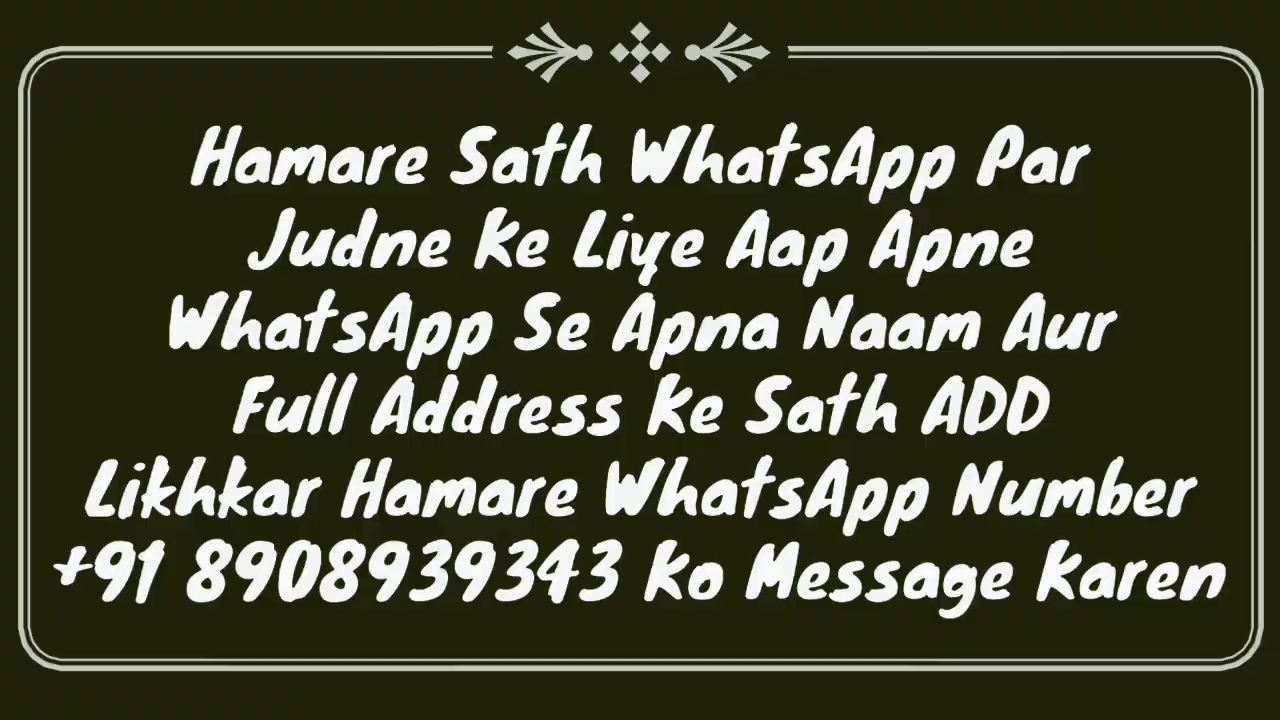 Hamare Sath WhatsApp Par
Judne Ke Liye Aap Apne
WhatsApp Se Apna Naam Aur
Full Address Ke Sath ADD
Likhkar Hamare WhatsApp Number
+91 8908939343 Ko Message Karen